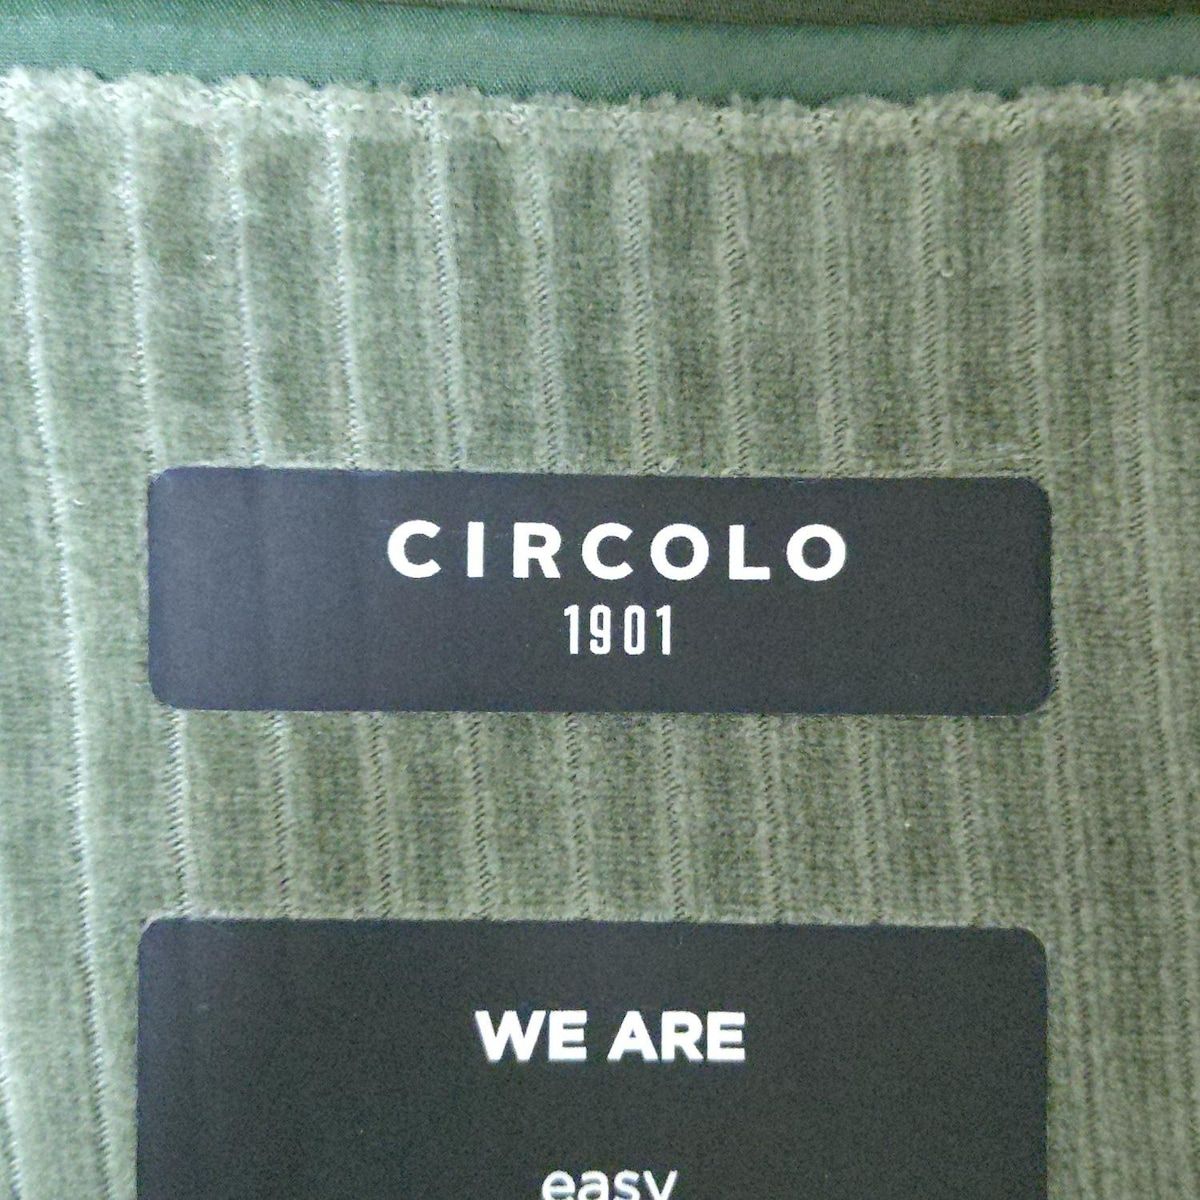 CIRCOLO
1901
WE ARE
easy